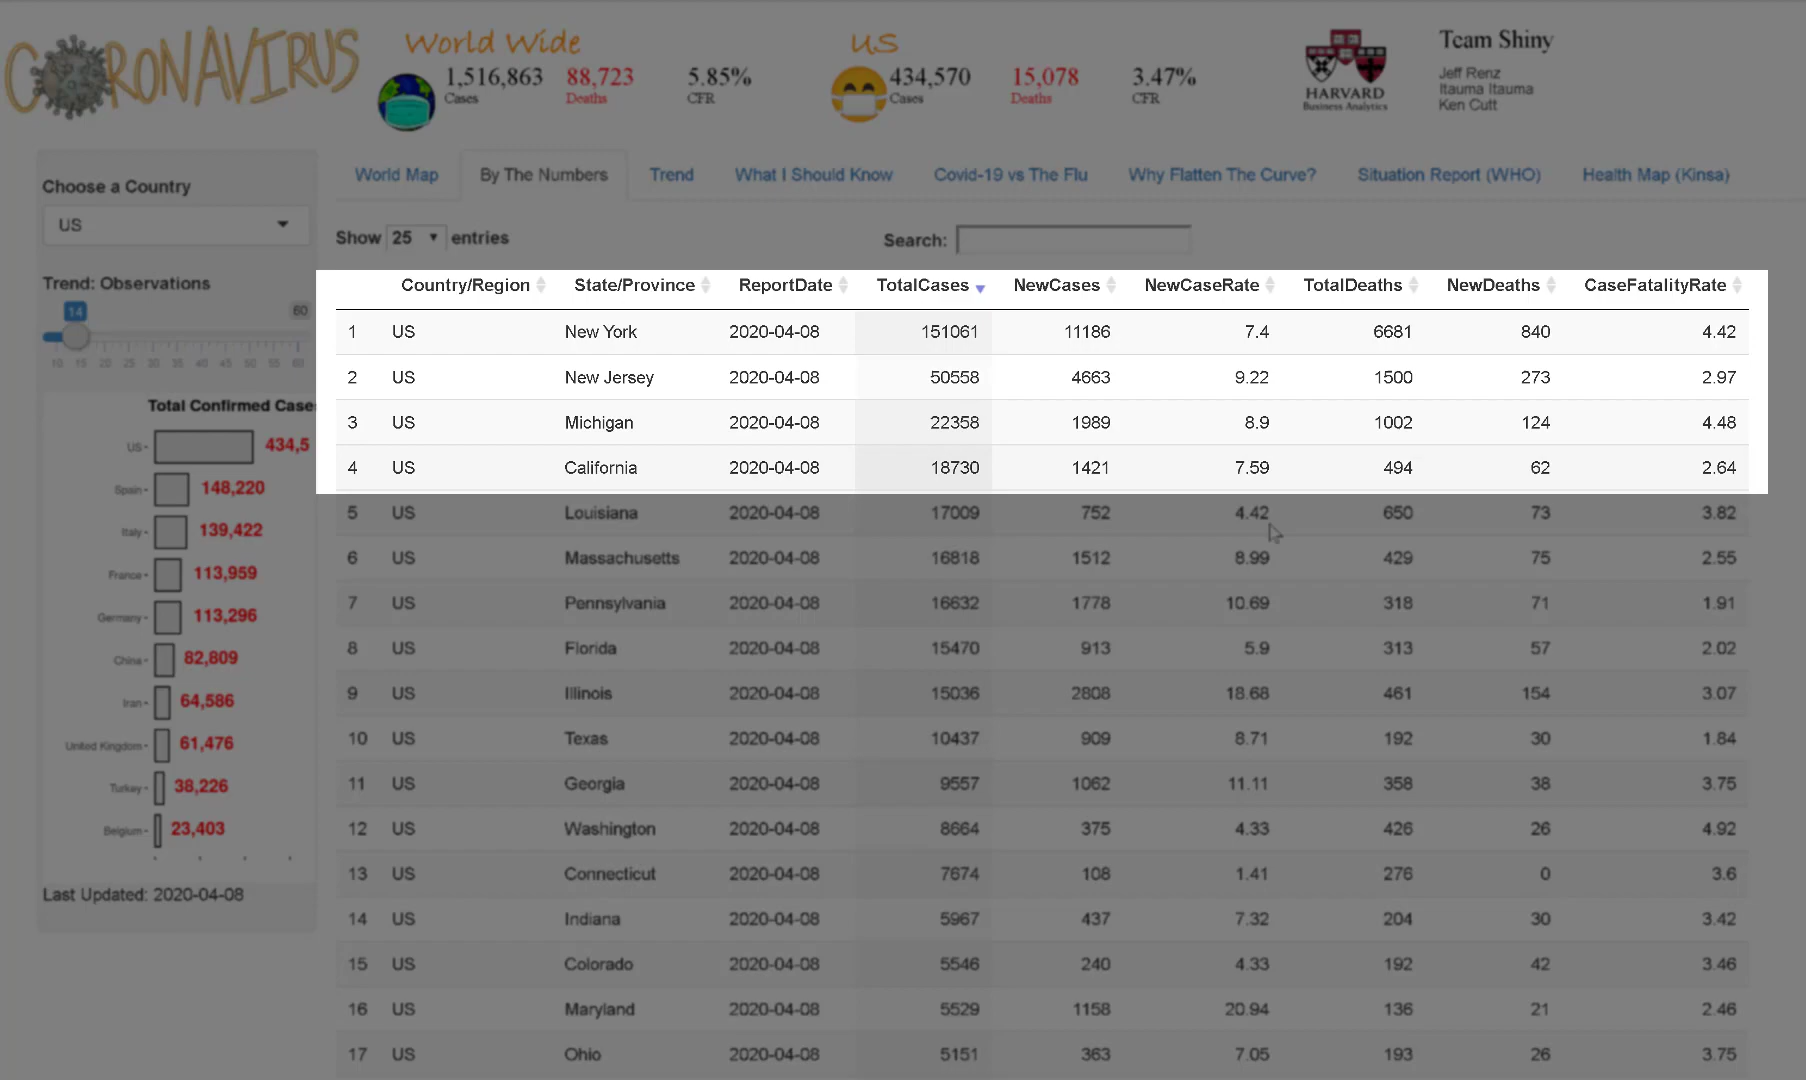 CORONAVIRUS
World Wide
1,516,863 88,723 5.85%
Cases Deaths CFR
US
434,570 15,078 3.47%
Cases Deaths CFR
HARVARD
Business Analytics
Team Shiny
Jeff Renz
Itauma Itauma
Ken Cutt
Choose a Country
US
Trend: Observations
14 60
10 15 20 25 30 35 40 45 50 55 60
Total Confirmed Case
US 434,5
Spain 148,220
Italy 139,422
France 113,959
Germany 113,296
China 82,809
Iran 64,586
United Kingdom 61,476
Turkey 38,226
Belgium 23,403
Last Updated: 2020-04-08
World Map By The Numbers Trend What I Should Know Covid-19 vs The Flu Why Flatten The Curve? Situation Report (WHO) Health Map (Kinsa)
Show 25 entries Search:
Country/Region State/Province ReportDate TotalCases NewCases NewCaseRate TotalDeaths NewDeaths CaseFatalityRate
1 US New York 2020-04-08 151061 11186 7.4 6681 840 4.42
2 US New Jersey 2020-04-08 50558 4663 9.22 1500 273 2.97
3 US Michigan 2020-04-08 22358 1989 8.9 1002 124 4.48
4 US California 2020-04-08 18730 1421 7.59 494 62 2.64
5 US Louisiana 2020-04-08 17009 752 4.42 650 73 3.82
6 US Massachusetts 2020-04-08 16818 1512 8.99 429 75 2.55
7 US Pennsylvania 2020-04-08 16632 1778 10.69 318 71 1.91
8 US Florida 2020-04-08 15470 913 5.9 313 57 2.02
9 US Illinois 2020-04-08 15036 2808 18.68 461 154 3.07
10 US Texas 2020-04-08 10437 909 8.71 192 30 1.84
11 US Georgia 2020-04-08 9557 1062 11.11 358 38 3.75
12 US Washington 2020-04-08 8664 375 4.33 426 26 4.92
13 US Connecticut 2020-04-08 7674 108 1.41 276 0 3.6
14 US Indiana 2020-04-08 5967 437 7.32 204 30 3.42
15 US Colorado 2020-04-08 5546 240 4.33 192 42 3.46
16 US Maryland 2020-04-08 5529 1158 20.94 136 21 2.46
17 US Ohio 2020-04-08 5151 363 7.05 193 26 3.75